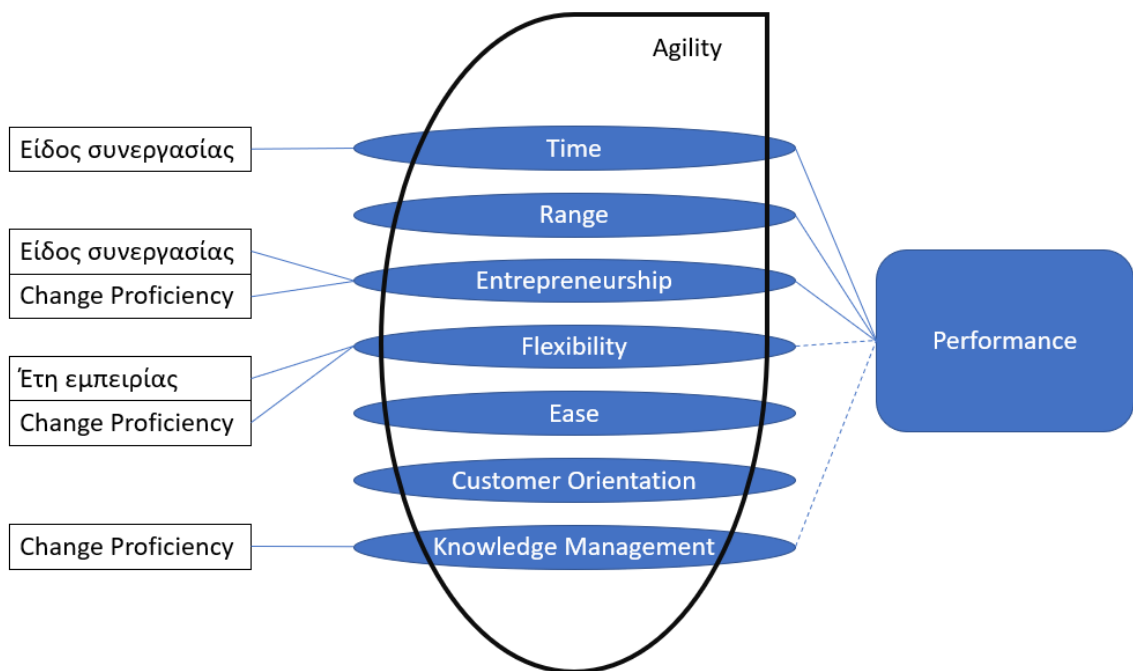 Agility
Είδος συνεργασίας
Time
Range
Είδος συνεργασίας
Change Proficiency
Entrepreneurship
Performance
Έτη εμπειρίας
Change Proficiency
Flexibility
Ease
Customer Orientation
Change Proficiency
Knowledge Management